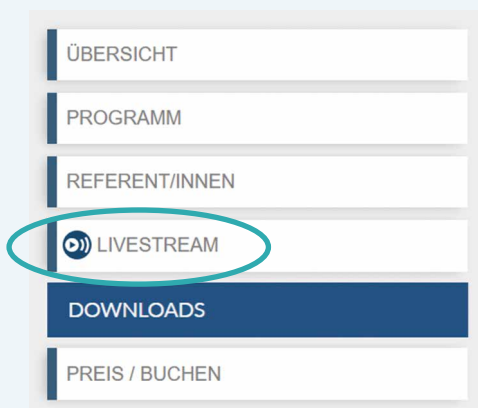 ÜBERSICHT
PROGRAMM
REFERENT/INNEN
LIVESTREAM
DOWNLOADS
PREIS / BUCHEN